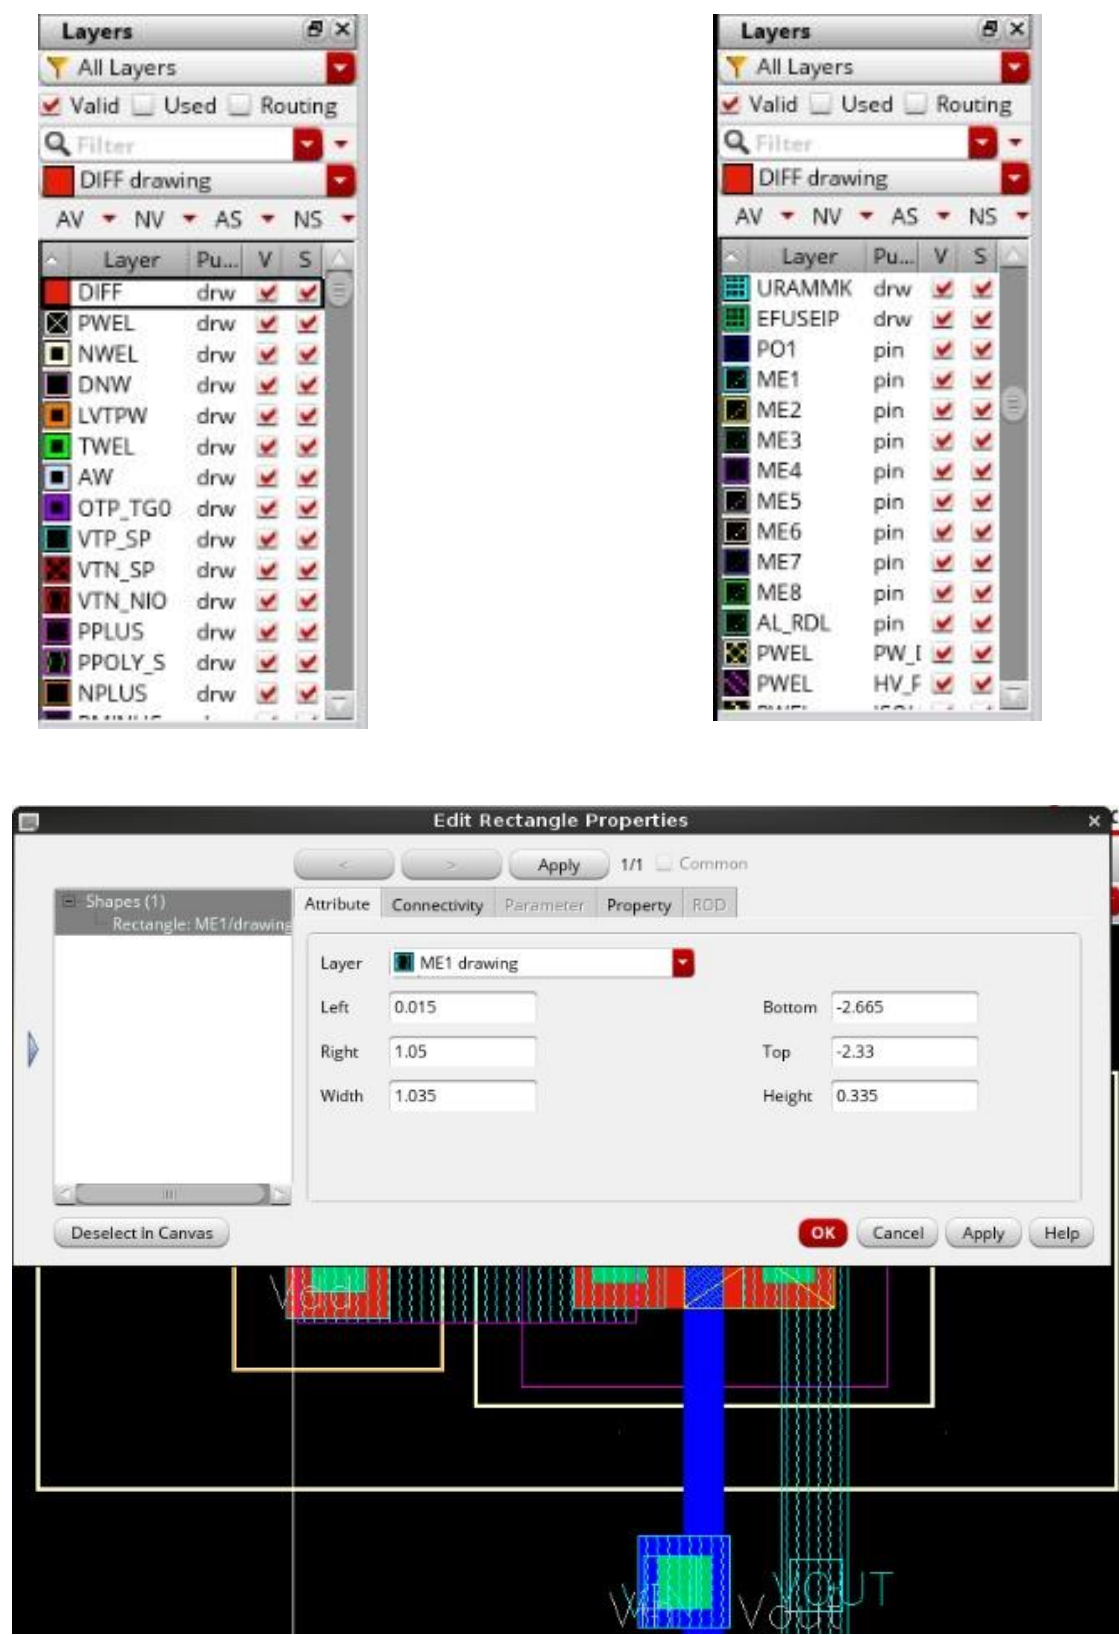 Layers
All Layers
Valid Used Routing
Filter
DIFF drawing
AV NV AS NS
Layer Pu... V S
DIFF drw
PWEL drw
NWEL drw
DNW drw
LVTPW drw
TWEL drw
AW drw
OTP_TG0 drw
VTP_SP drw
VTN_SP drw
VTN_NIO drw
PPLUS drw
PPOLY_S drw
NPLUS drw
Layers
All Layers
Valid Used Routing
Filter
DIFF drawing
AV NV AS NS
Layer Pu... V S
URAMMK drw
EFUSEIP drw
PO1 pin
ME1 pin
ME2 pin
ME3 pin
ME4 pin
ME5 pin
ME6 pin
ME7 pin
ME8 pin
AL_RDL pin
PWEL PW_
PWEL HV_
Edit Rectangle Properties
< > Apply 1/1 Common
Shapes (1)
Rectangle: ME1/drawing
Attribute Connectivity Parameter Property ROD
Layer ME1 drawing
Left 0.015 Bottom -2.665
Right 1.05 Top -2.33
Width 1.035 Height 0.335
Deselect In Canvas OK Cancel Apply Help
Vdd
VOUT
Vout